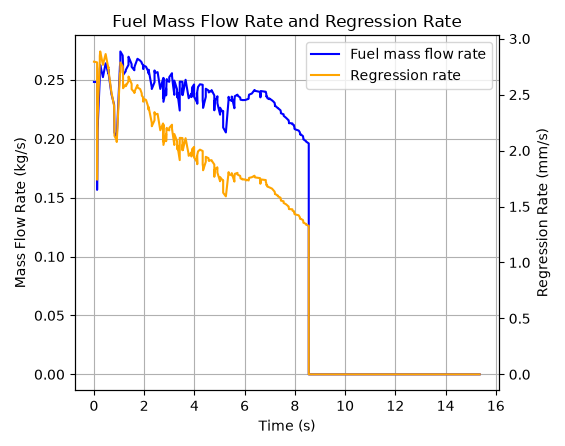 Fuel Mass Flow Rate and Regression Rate
Fuel mass flow rate
Regression rate
Mass Flow Rate (kg/s)
0.25
0.20
0.15
0.10
0.05
0.00
3.0
2.5
2.0
1.5
1.0
0.5
0.0
Regression Rate (mm/s)
0 2 4 6 8 10 12 14 16
Time (s)